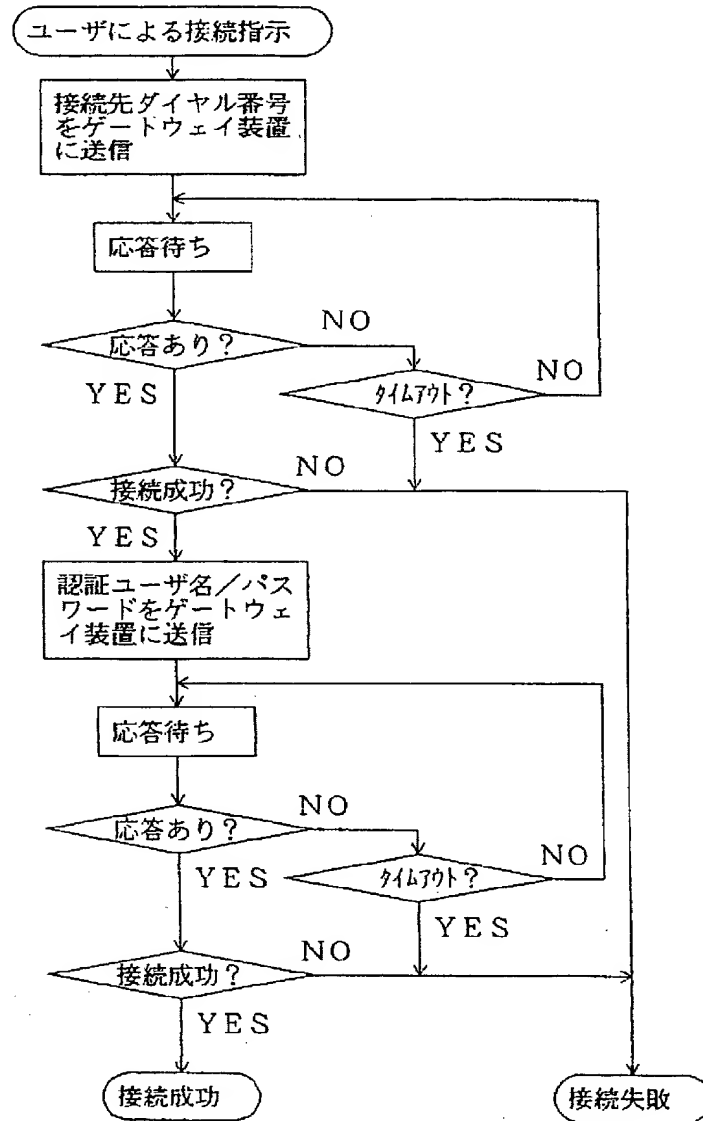 ユーザによる接続指示
接続先ダイヤル番号
をゲートウェイ装置
に送信
応答待ち
NO
応答あり？
NO
YES
タイムアウト？
YES
NO
接続成功？
YES
認証ユーザ名／パス
ワードをゲートウェ
イ装置に送信
応答待ち
NO
応答あり？
NO
YES
タイムアウト？
YES
NO
接続成功？
YES
接続成功
接続失敗